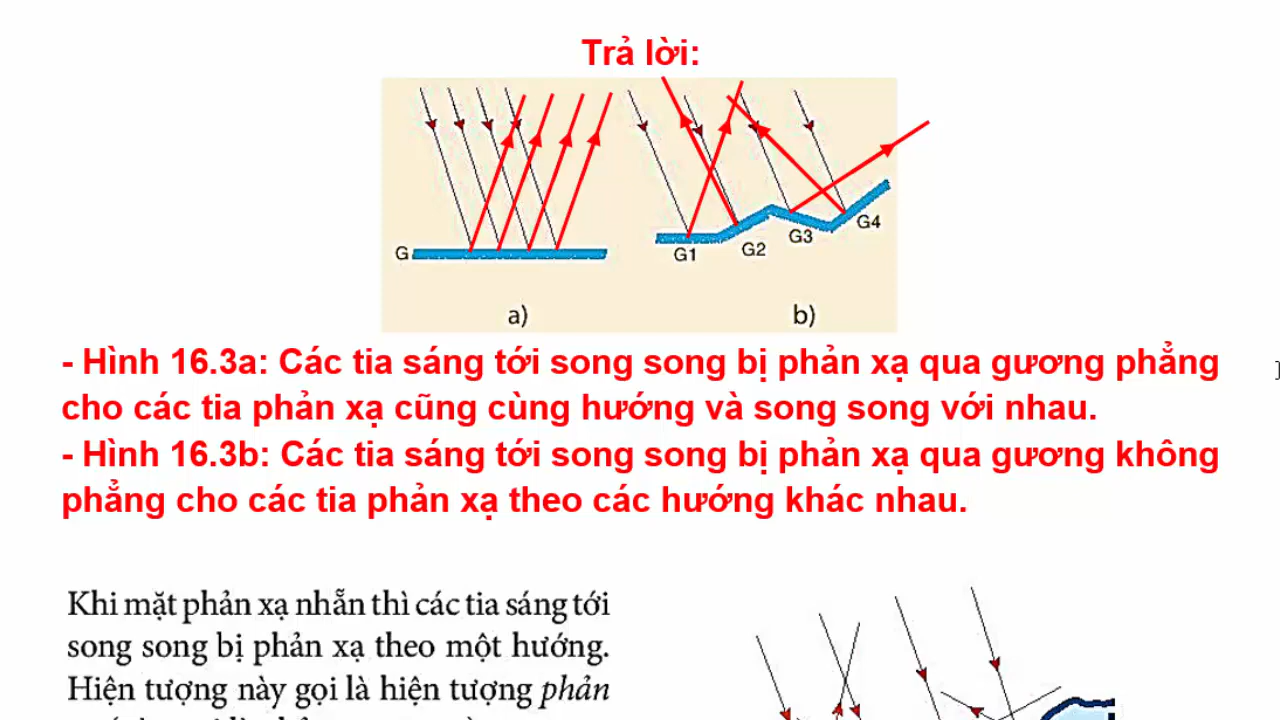 Trả lời:
G
G1
G2
G3
G4
a)
b)
- Hình 16.3a: Các tia sáng tới song song bị phản xạ qua gương phẳng
cho các tia phản xạ cũng cùng hướng và song song với nhau.
- Hình 16.3b: Các tia sáng tới song song bị phản xạ qua gương không
phẳng cho các tia phản xạ theo các hướng khác nhau.
Khi mặt phản xạ nhẵn thì các tia sáng tới
song song bị phản xạ theo một hướng.
Hiện tượng này gọi là hiện tượng phản